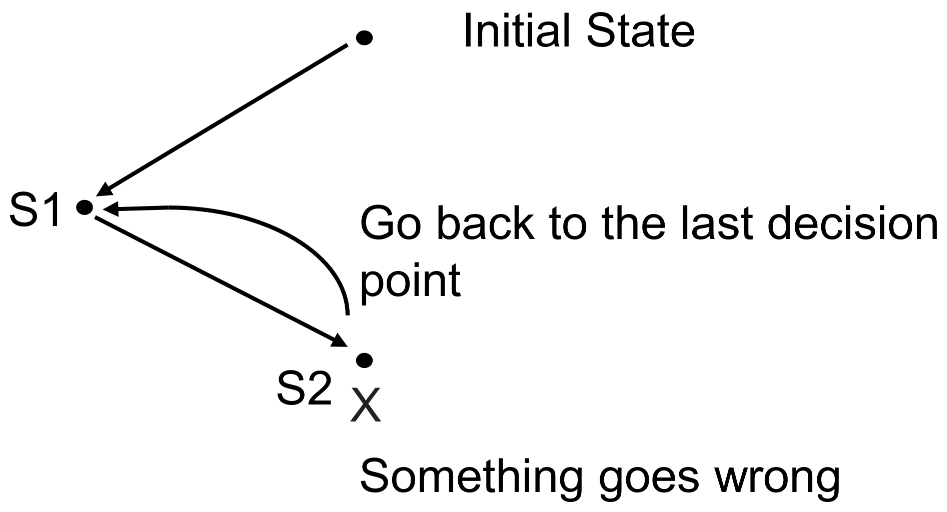 Initial State
S1
Go back to the last decision
point
S2
X
Something goes wrong